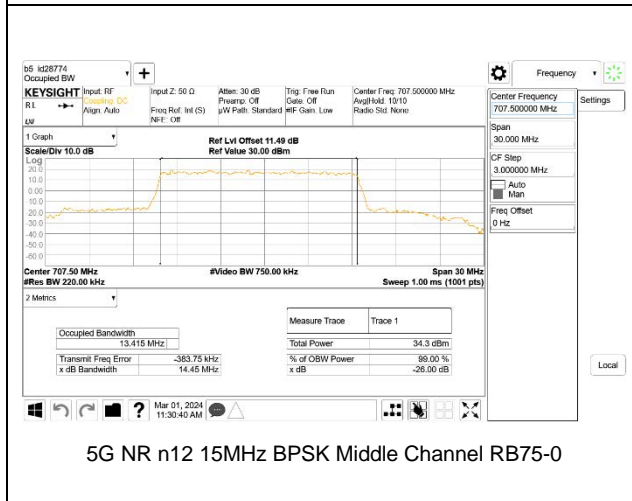 b5 id28774
Occupied BW
Frequency
KEYSIGHT Input: RF Input Z: 50 Ω Atten: 30 dB Trig: Free Run Center Freq: 707.500000 MHz
RL Coupling: DC Preamp: Off Gate: Off Avg|Hold: 10/10
Align: Auto Freq Ref: Int (S) µW Path: Standard #IF Gain: Low Radio Std: None
NFE: Off
Center Frequency
707.500000 MHz
Settings
Span
30.000 MHz
CF Step
3.000000 MHz
Auto
Man
Freq Offset
0 Hz
1 Graph
Scale/Div 10.0 dB
Ref Lvl Offset 11.49 dB
Ref Value 30.00 dBm
Log
20.0
10.0
0.00
-10.0
-20.0
-30.0
-40.0
-50.0
-60.0
Center 707.50 MHz #Video BW 750.00 kHz Span 30 MHz
#Res BW 220.00 kHz Sweep 1.00 ms (1001 pts)
2 Metrics
Measure Trace Trace 1
Occupied Bandwidth
13.415 MHz Total Power 34.3 dBm
Transmit Freq Error -383.75 kHz % of OBW Power 99.00 %
x dB Bandwidth 14.45 MHz x dB -26.00 dB
Local
Mar 01, 2024
11:30:40 AM
5G NR n12 15MHz BPSK Middle Channel RB75-0